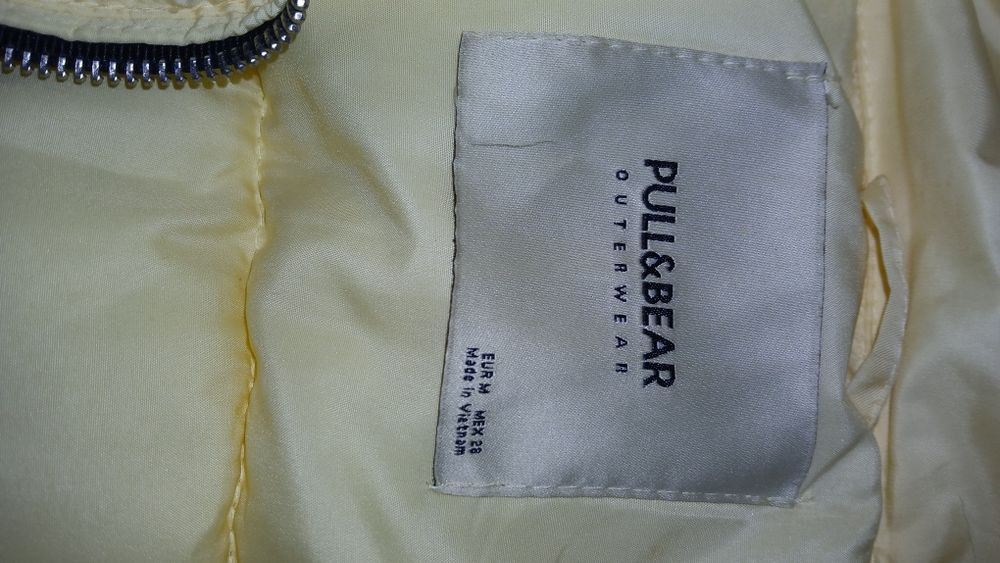 PULL&BEAR
OUTERWEAR
EUR M MEX 28
Made in Vietnam